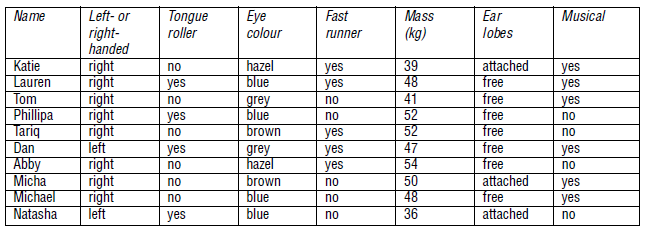 Name Left- or right-handed Tongue roller Eye colour Fast runner Mass (kg) Ear lobes Musical
Katie right no hazel yes 39 attached yes
Lauren right yes blue yes 48 free yes
Tom right no grey no 41 free yes
Phillipa right yes blue no 52 free no
Tariq right no brown yes 52 free no
Dan left yes grey yes 47 free yes
Abby right no hazel yes 54 free no
Micha right no brown no 50 attached yes
Michael right no blue no 48 free yes
Natasha left yes blue no 36 attached no